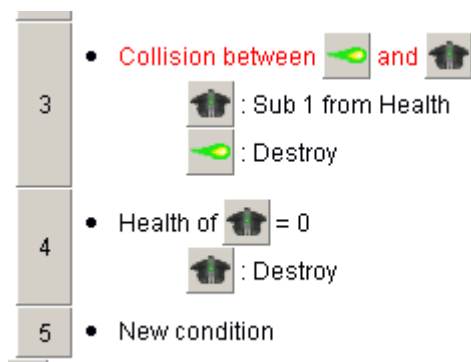 3
Collision between and
: Sub 1 from Health
: Destroy
4
Health of = 0
: Destroy
5 New condition